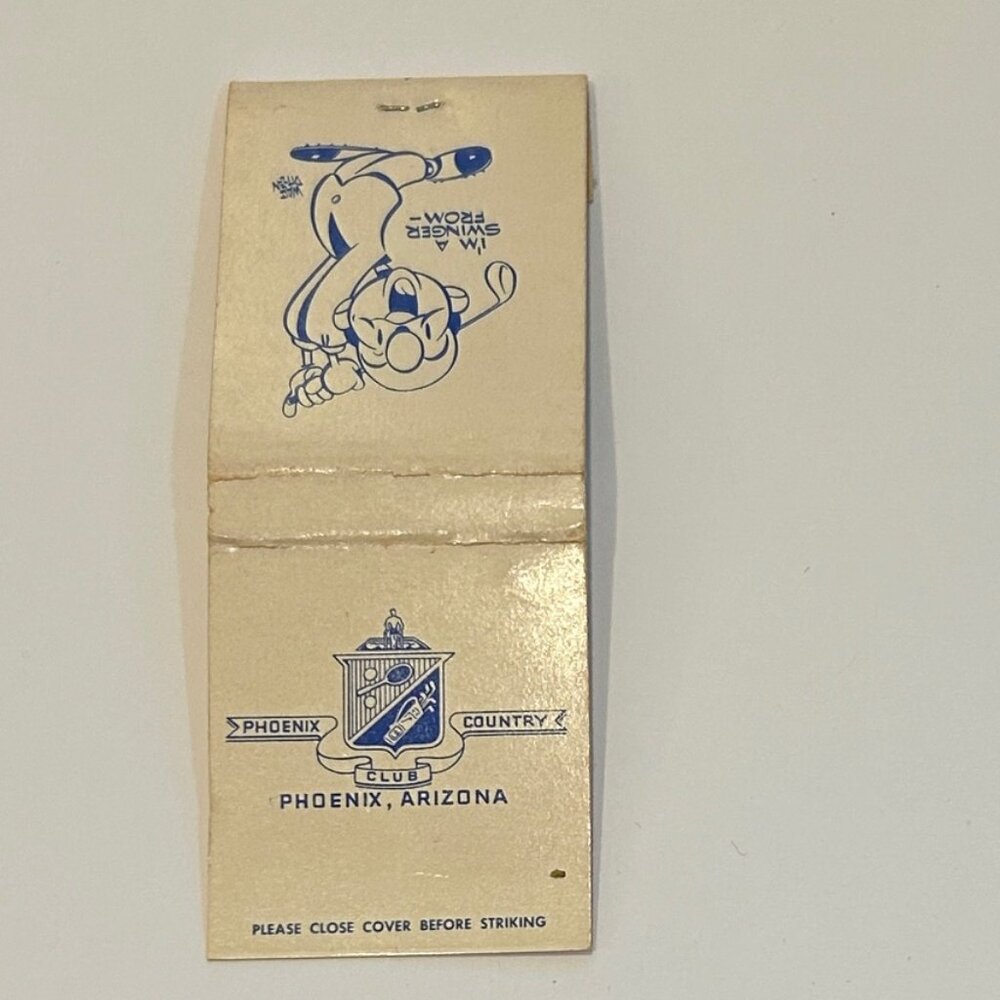 I'M
A
SWINGER
FROM—
PHOENIX COUNTRY
CLUB
PHOENIX, ARIZONA
PLEASE CLOSE COVER BEFORE STRIKING